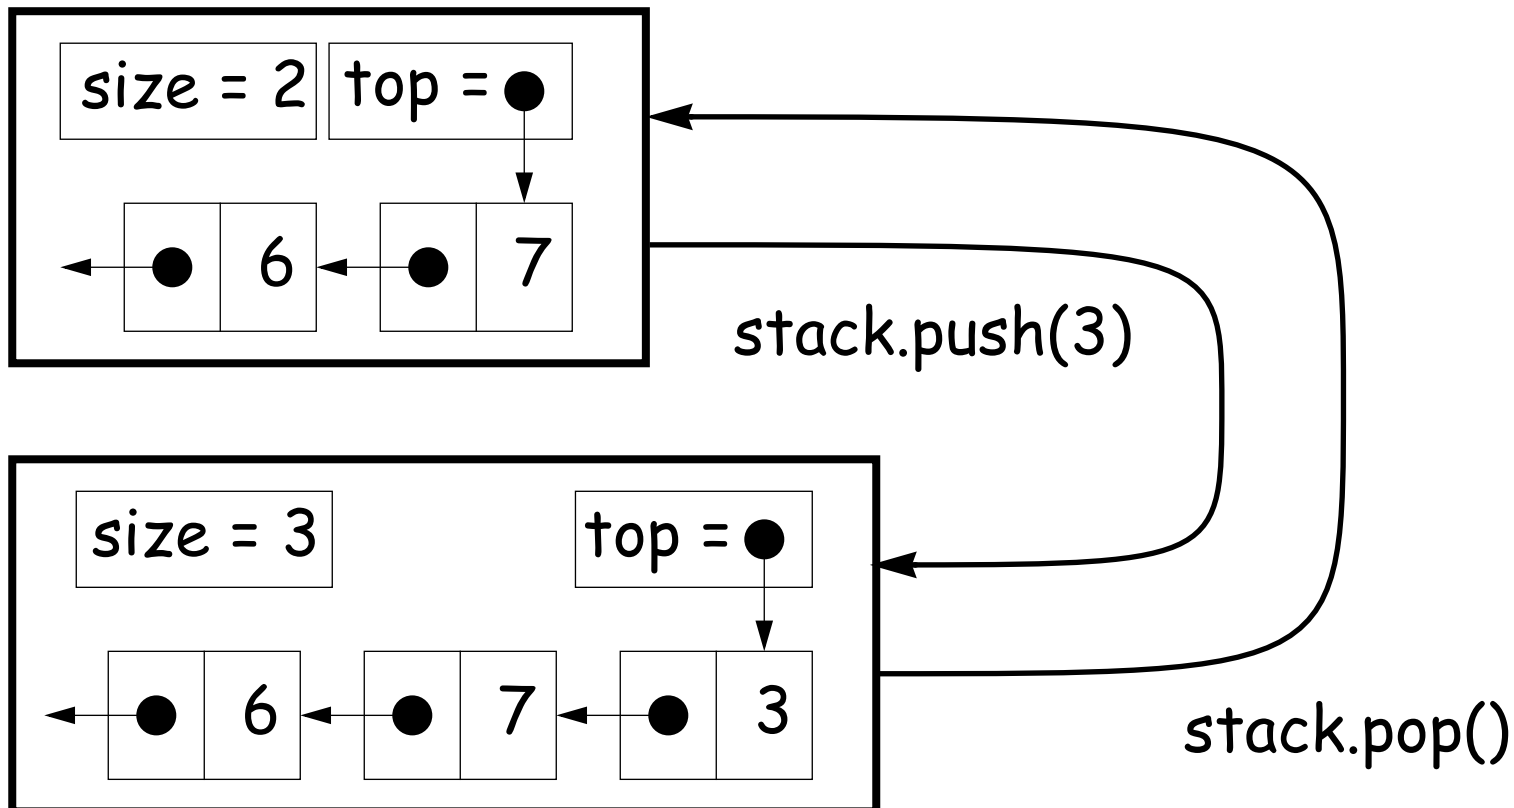 size = 2
top =
6
7
stack.push(3)
size = 3
top =
6
7
3
stack.pop()